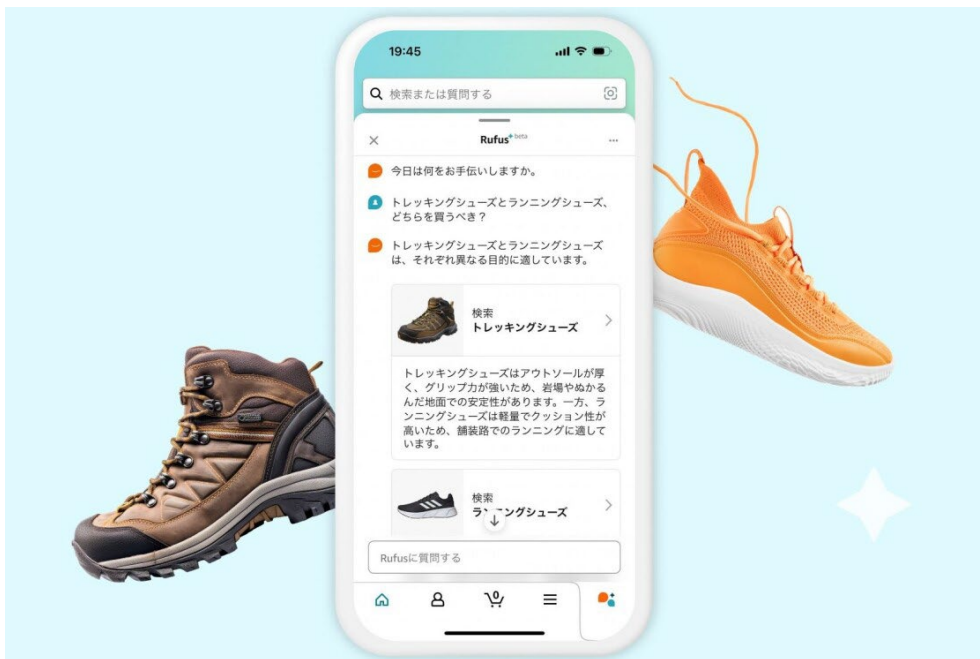 19:45
検索または質問する
Rufus beta
今日は何をお手伝いしますか。
トレッキングシューズとランニングシューズ、
どちらを買うべき？
トレッキングシューズとランニングシューズ
は、それぞれ異なる目的に適しています。
検索
トレッキングシューズ
トレッキングシューズはアウトソールが厚
く、グリップ力が強いため、岩場やぬかる
んだ地面での安定性があります。一方、ラ
ンニングシューズは軽量でクッション性が
高いため、舗装路でのランニングに適して
います。
検索
ランニングシューズ
Rufusに質問する
0